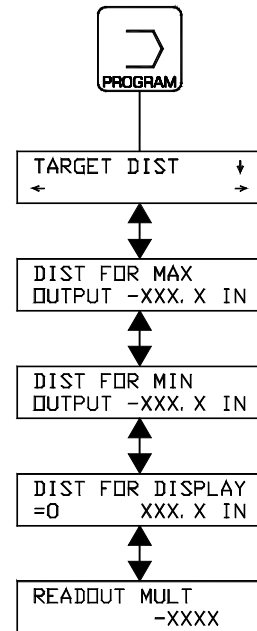 PROGRAM
TARGET DIST ↓
← →
DIST FOR MAX
OUTPUT -XXX. X IN
DIST FOR MIN
OUTPUT -XXX. X IN
DIST FOR DISPLAY
=0 XXX. X IN
READOUT MULT
-XXXX